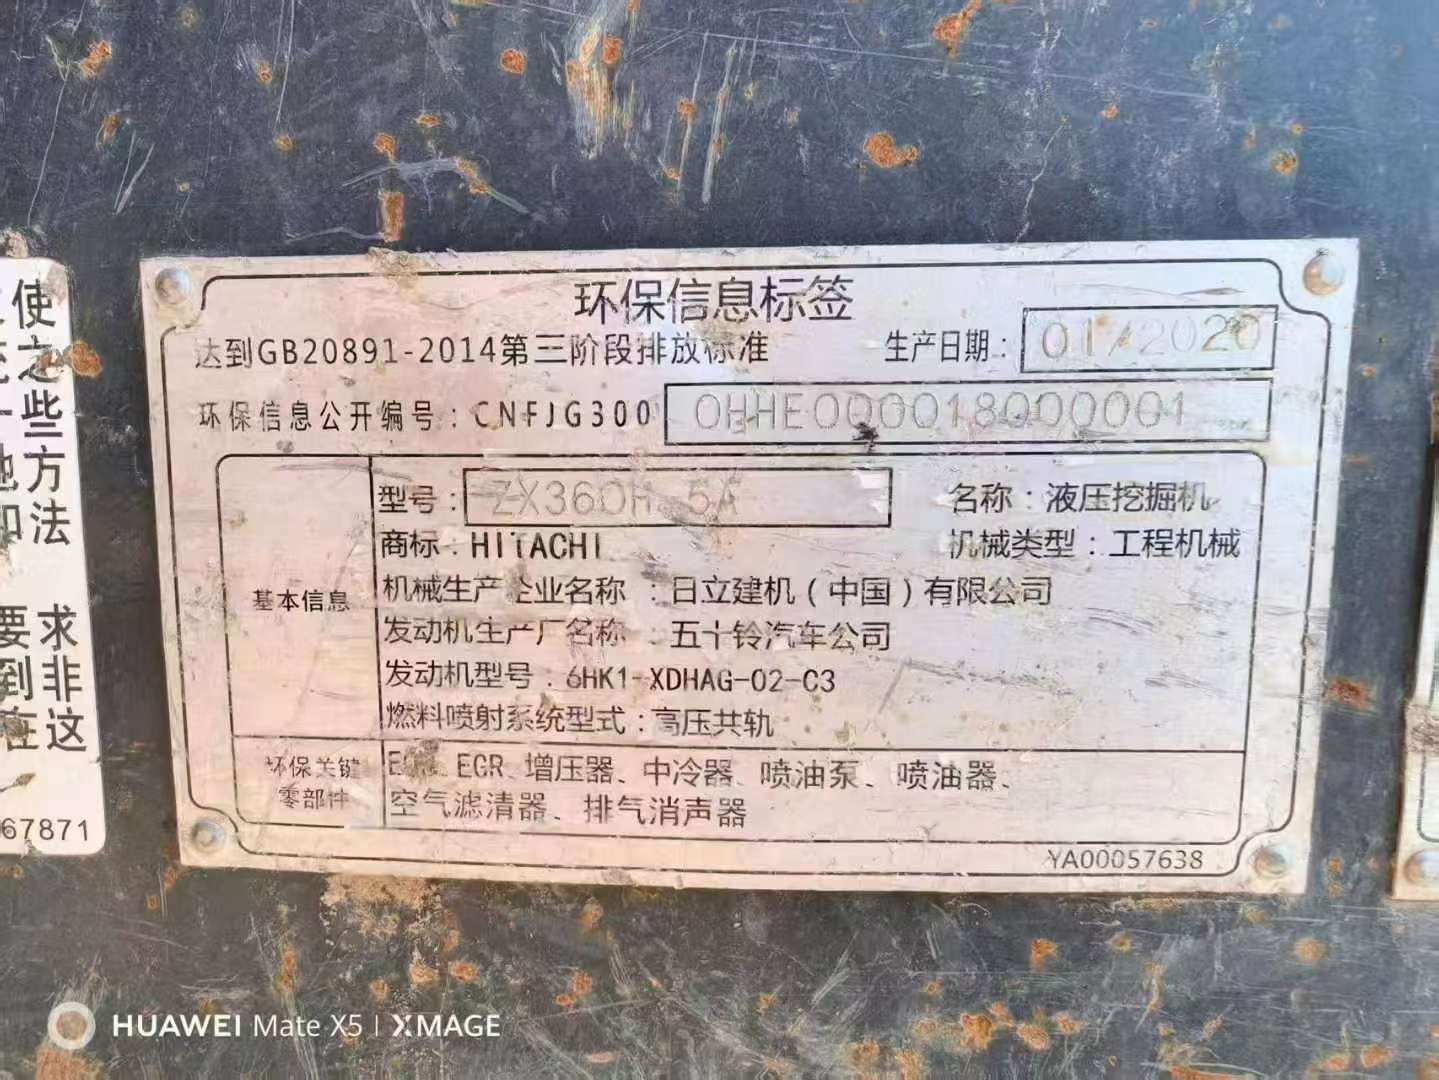 使
之
些
方
法
求
要
非
到
这
在
67871
环保信息标签
达到GB20891-2014第三阶段排放标准 生产日期: 01/2020
环保信息公开编号: CNFJG300 0HHE0000018000001
型号: ZX360H 5A 名称: 液压挖掘机
商标: HITACHI 机械类型: 工程机械
机械生产企业名称: 日立建机(中国)有限公司
基本信息
发动机生产厂名称: 五十铃汽车公司
发动机型号: 6HK1-XDHAG-02-C3
燃料喷射系统型式: 高压共轨
环保关键 EGR、增压器、中冷器、喷油泵、喷油器、
零部件 空气滤清器、排气消声器
YA00057638
HUAWEI Mate X5 | XMAGE